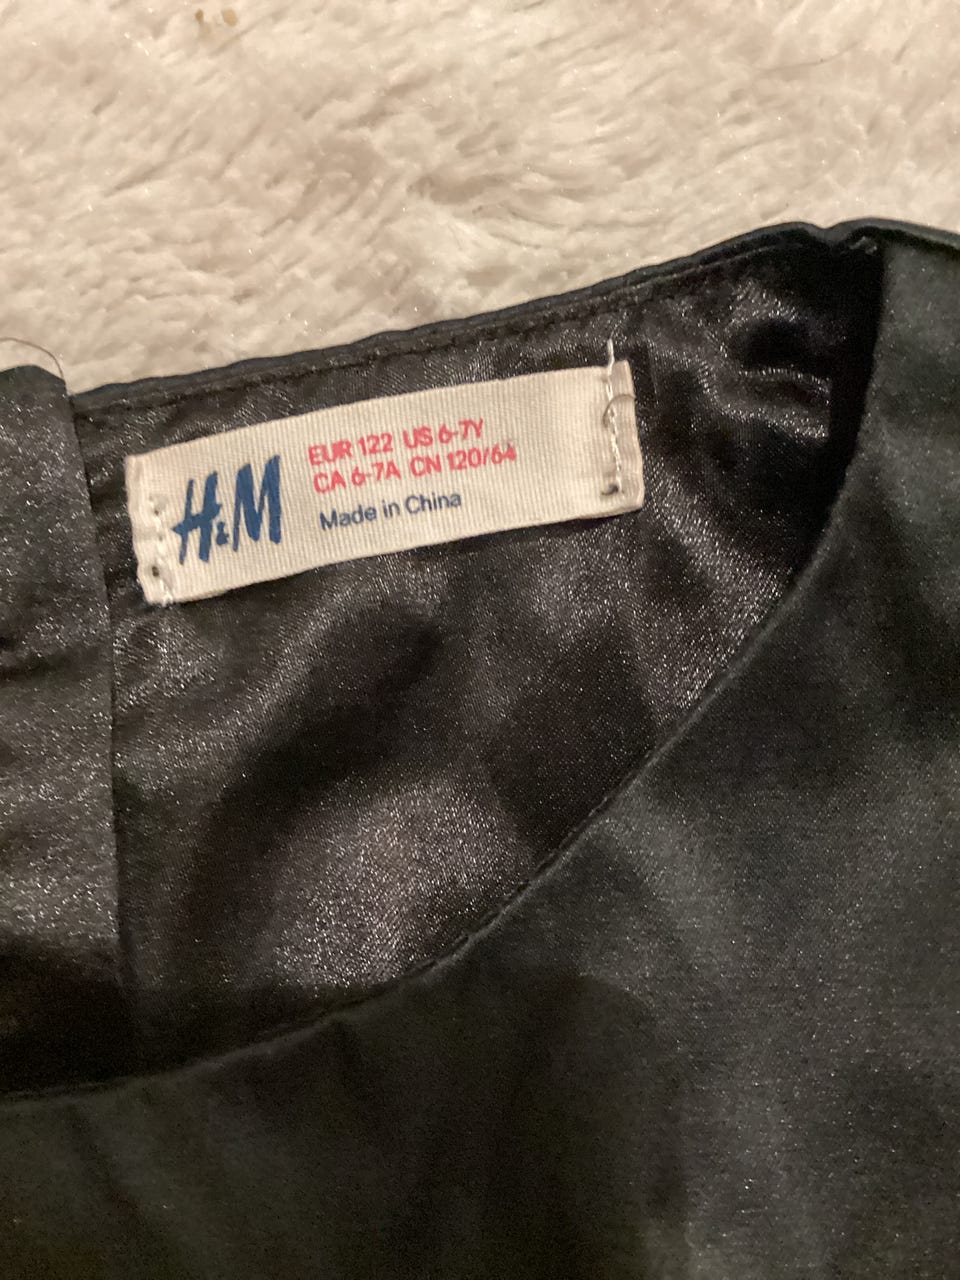 H&M
EUR 122 US 6-7Y
CA 6-7A CN 120/64
Made in China